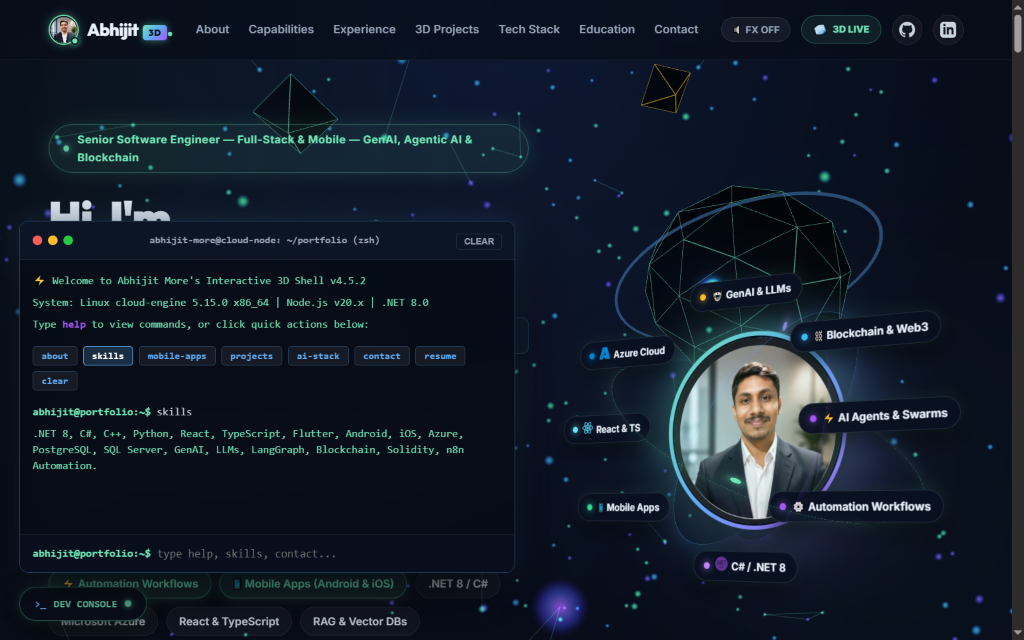 Abhijit 3D
About Capabilities Experience 3D Projects Tech Stack Education Contact FX OFF 3D LIVE
Senior Software Engineer — Full-Stack & Mobile — GenAI, Agentic AI &
Blockchain
Hi, I'm
abhijit-more@cloud-node: ~/portfolio (zsh) CLEAR
⚡ Welcome to Abhijit More's Interactive 3D Shell v4.5.2
System: Linux cloud-engine 5.15.0 x86_64 | Node.js v20.x | .NET 8.0
Type help to view commands, or click quick actions below:
about skills mobile-apps projects ai-stack contact resume
clear
abhijit@portfolio:~$ skills
.NET 8, C#, C++, Python, React, TypeScript, Flutter, Android, iOS, Azure,
PostgreSQL, SQL Server, GenAI, LLMs, LangGraph, Blockchain, Solidity, n8n
Automation.
abhijit@portfolio:~$ type help, skills, contact...
⚡ Automation Workflows Mobile Apps (Android & iOS) .NET 8 / C#
>_ DEV CONSOLE
Microsoft Azure React & TypeScript RAG & Vector DBs
GenAI & LLMs
Blockchain & Web3
Azure Cloud
⚡ AI Agents & Swarms
React & TS
Mobile Apps
Automation Workflows
C# / .NET 8